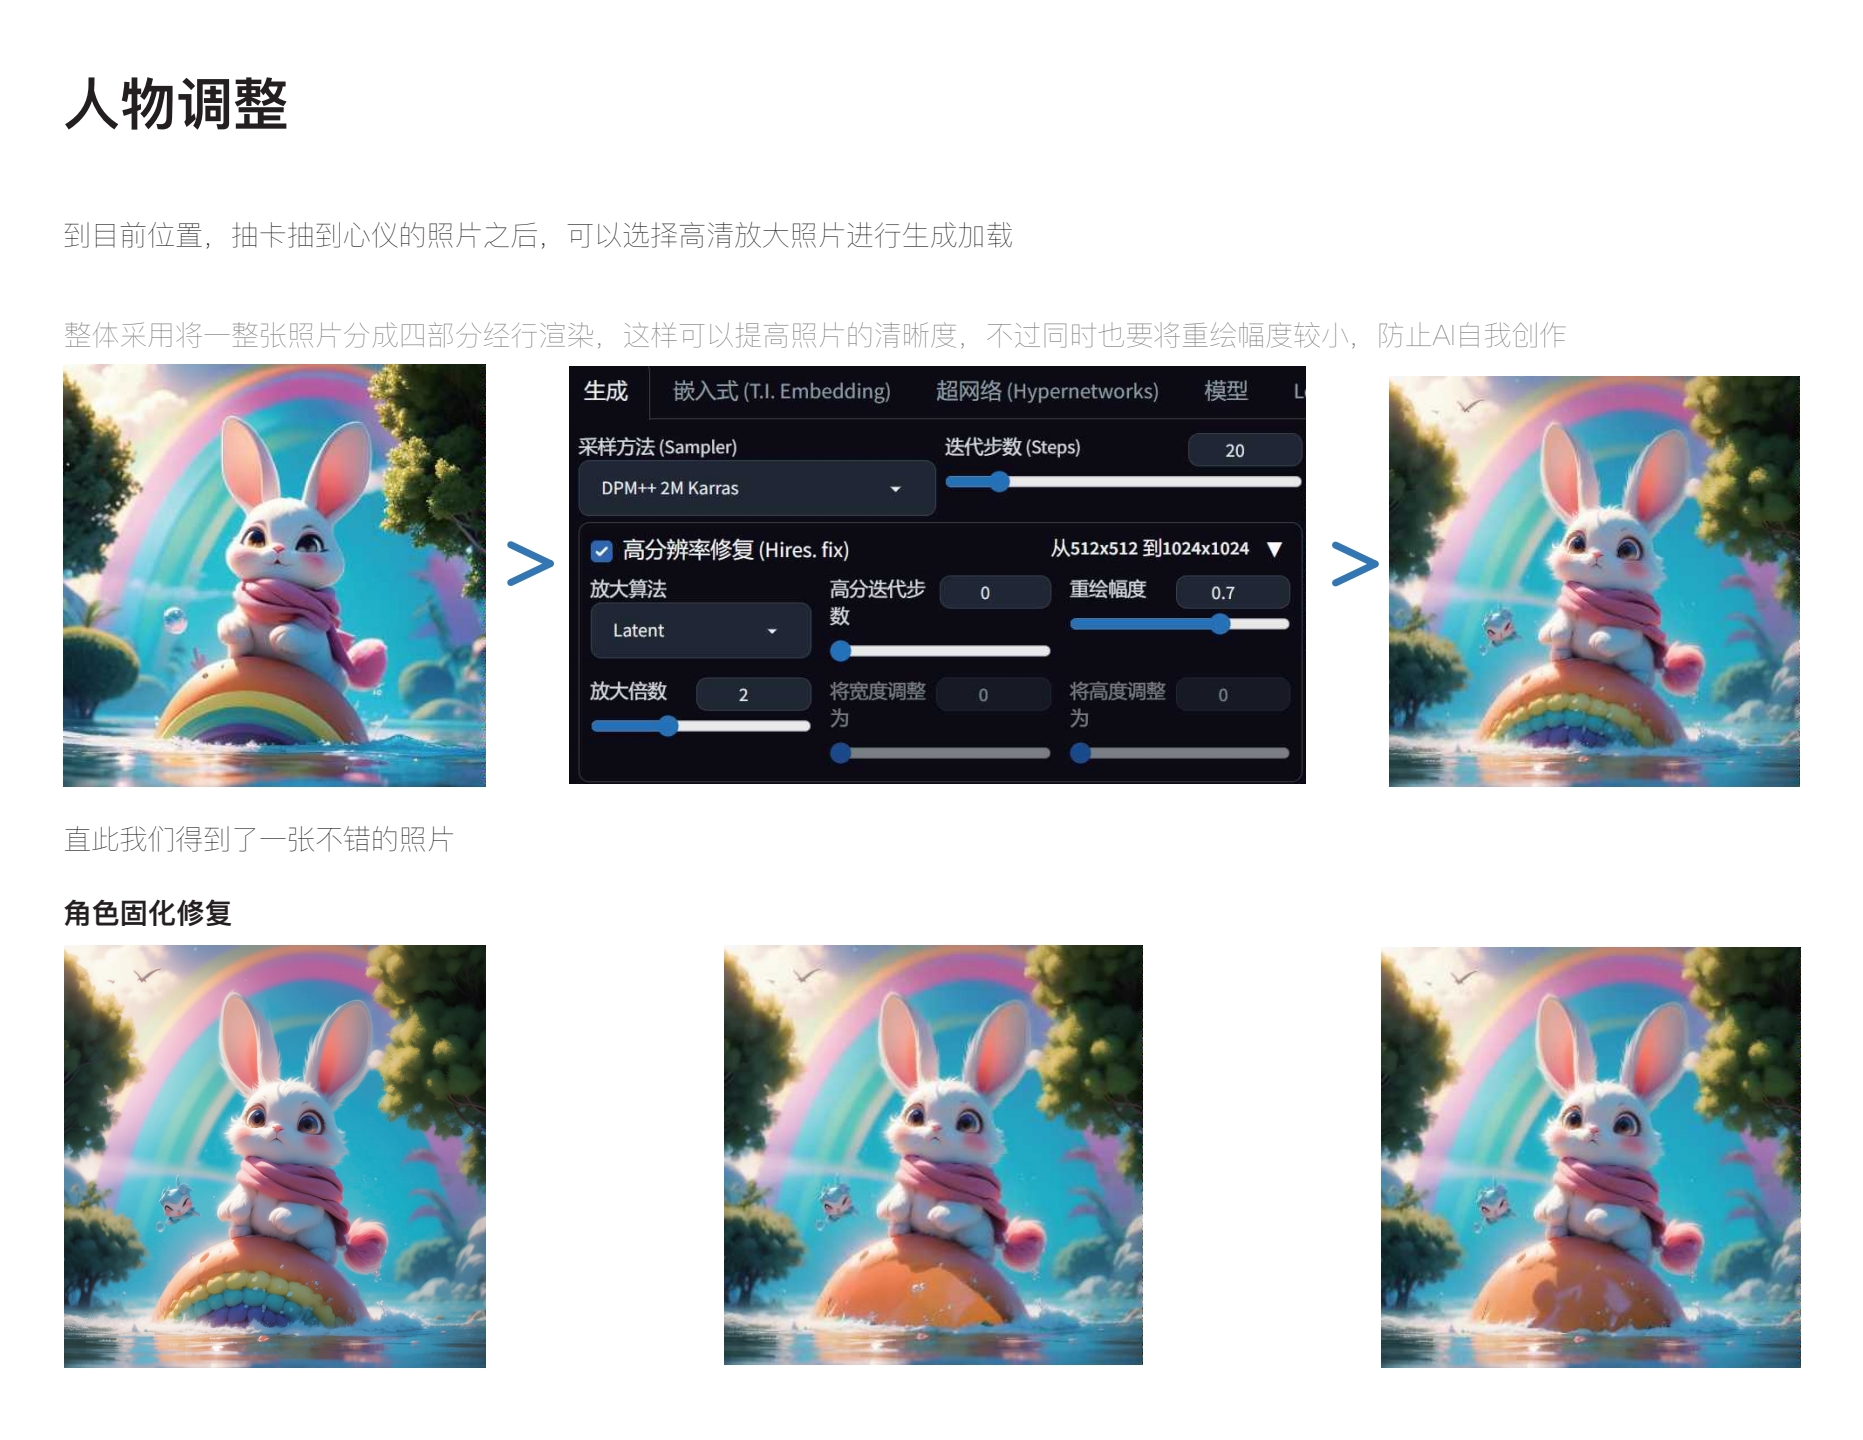 人物调整
到目前位置，抽卡抽到心仪的照片之后，可以选择高清放大照片进行生成加载
整体采用将一整张照片分成四部分经行渲染，这样可以提高照片的清晰度，不过同时也要将重绘幅度较小，防止AI自我创作
生成 嵌入式 (T.I. Embedding) 超网络 (Hypernetworks) 模型
采样方法 (Sampler) 迭代步数 (Steps) 20
DPM++ 2M Karras
高分辨率修复 (Hires. fix) 从512x512 到1024x1024 ▼
放大算法 高分迭代步数 0 重绘幅度 0.7
Latent
放大倍数 2 将宽度调整为 0 将高度调整为 0
直此我们得到了一张不错的照片
角色固化修复